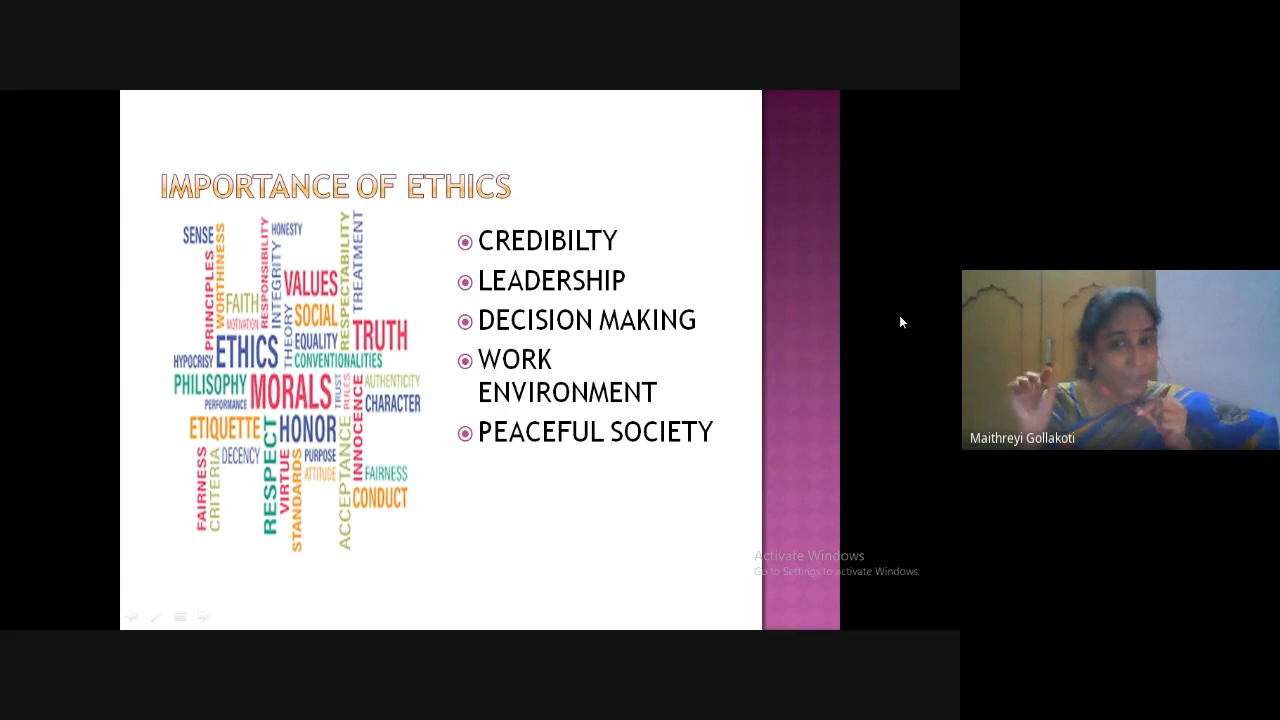 IMPORTANCE OF ETHICS
SENSE
PRINCIPLES
WORTHINESS
FAITH
MOTIVATION
RESPONSIBILITY
HONESTY
INTEGRITY
VALUES
THEORY
SOCIAL
RESPECTABILITY
TREATMENT
TRUTH
HYPOCRISY
ETHICS
EQUALITY
CONVENTIONALITIES
PHILISOPHY
MORALS
TRUST
RULES
INNOCENCE
AUTHENTICITY
PERFORMANCE
CHARACTER
ETIQUETTE
RESPECT
HONOR
ACCEPTANCE
FAIRNESS
CRITERIA
DECENCY
VIRTUE
STANDARDS
PURPOSE
ATTITUDE
FAIRNESS
CONDUCT
CREDIBILTY
LEADERSHIP
DECISION MAKING
WORK
ENVIRONMENT
PEACEFUL SOCIETY
Maithreyi Gollakoti
Activate Windows
Go to Settings to activate Windows.